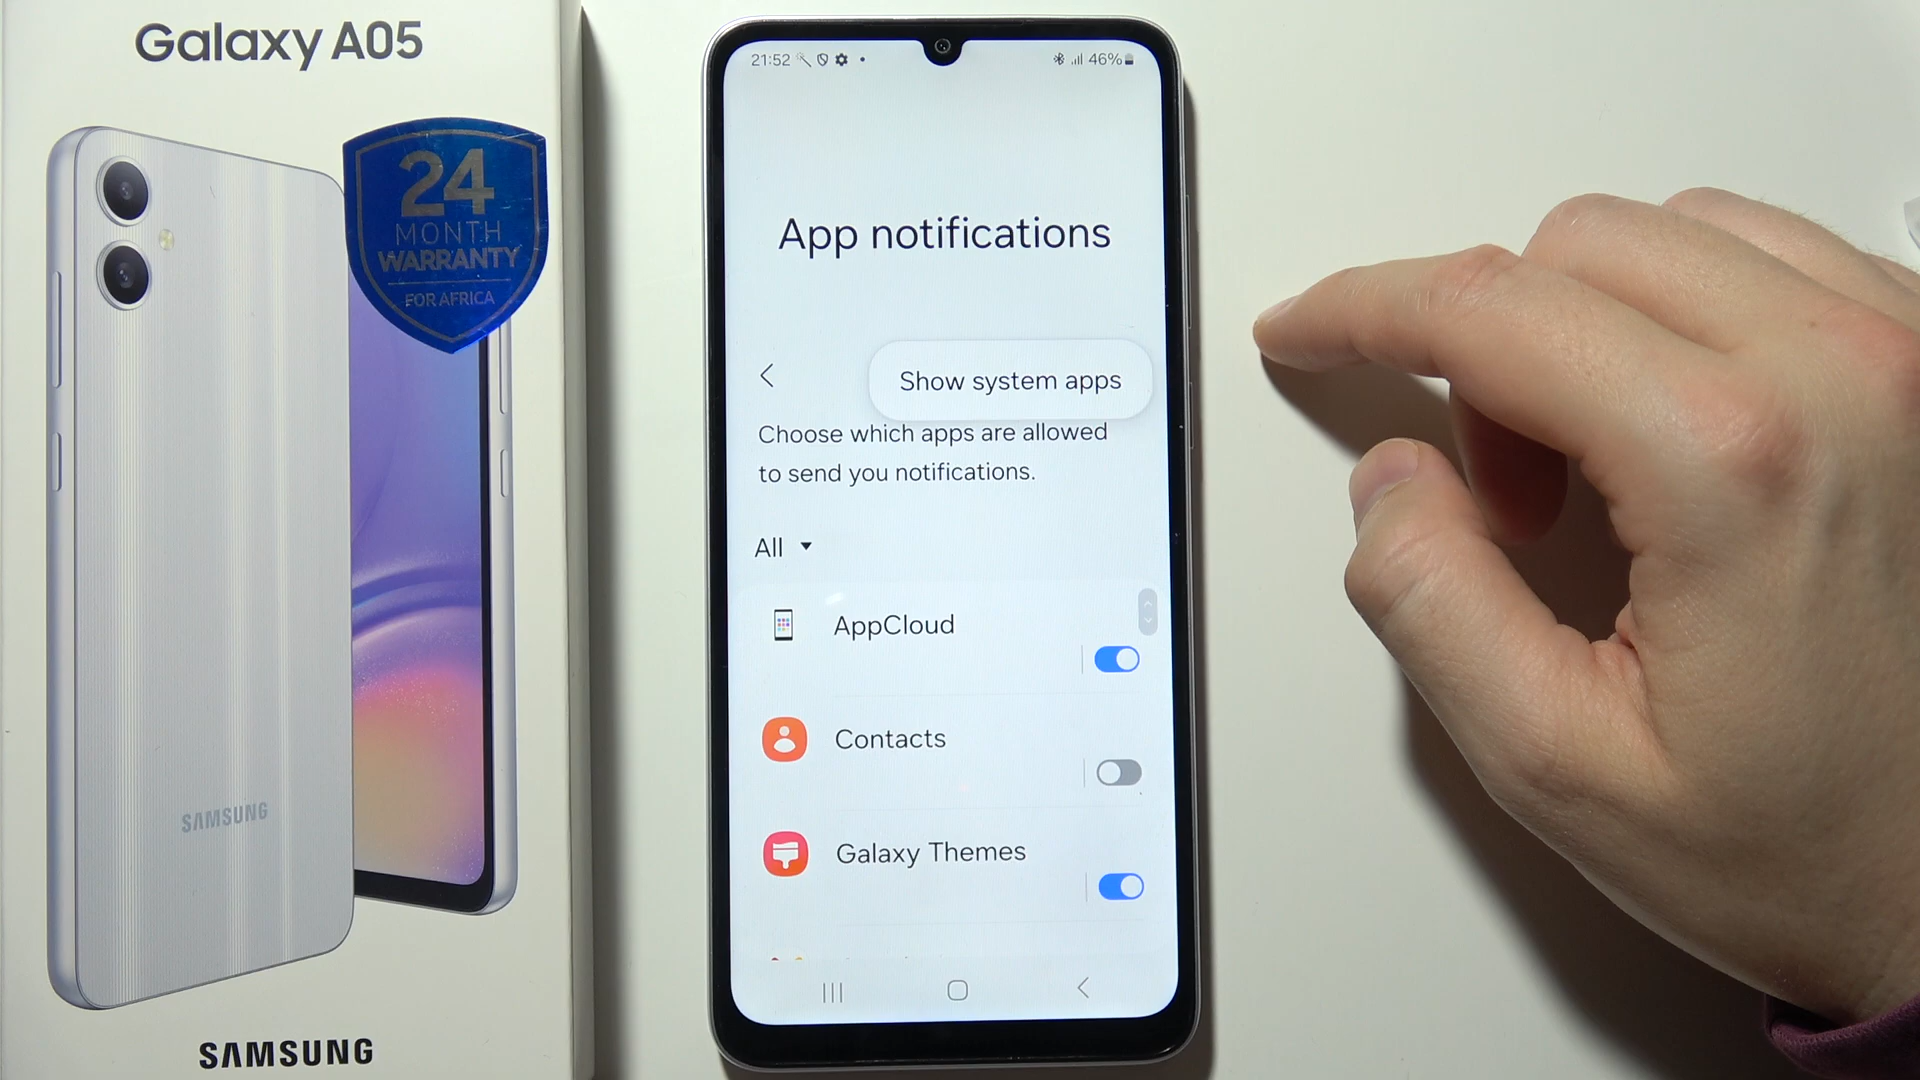 Galaxy A05
24
MONTH
WARRANTY
FOR AFRICA
SAMSUNG
SAMSUNG
21:52
46%
App notifications
Show system apps
Choose which apps are allowed
to send you notifications.
All
AppCloud
Contacts
Galaxy Themes